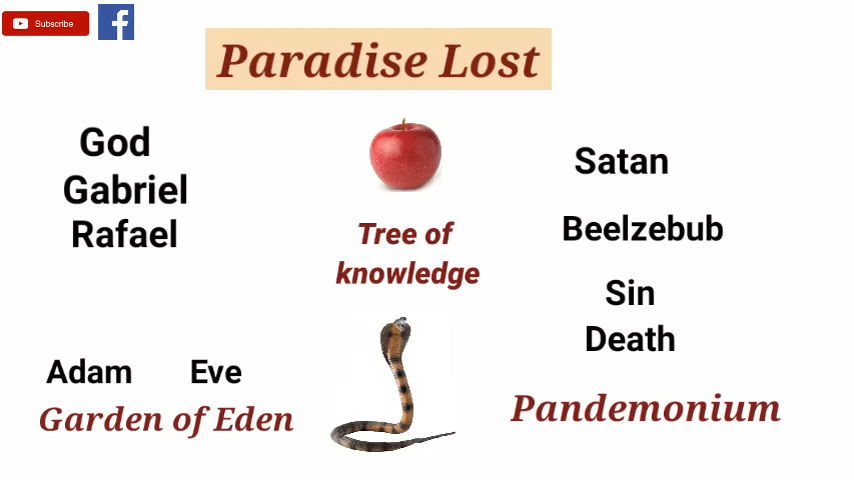 Subscribe
Paradise Lost
God
Gabriel
Rafael
Tree of
knowledge
Satan
Beelzebub
Sin
Death
Adam Eve
Garden of Eden
Pandemonium